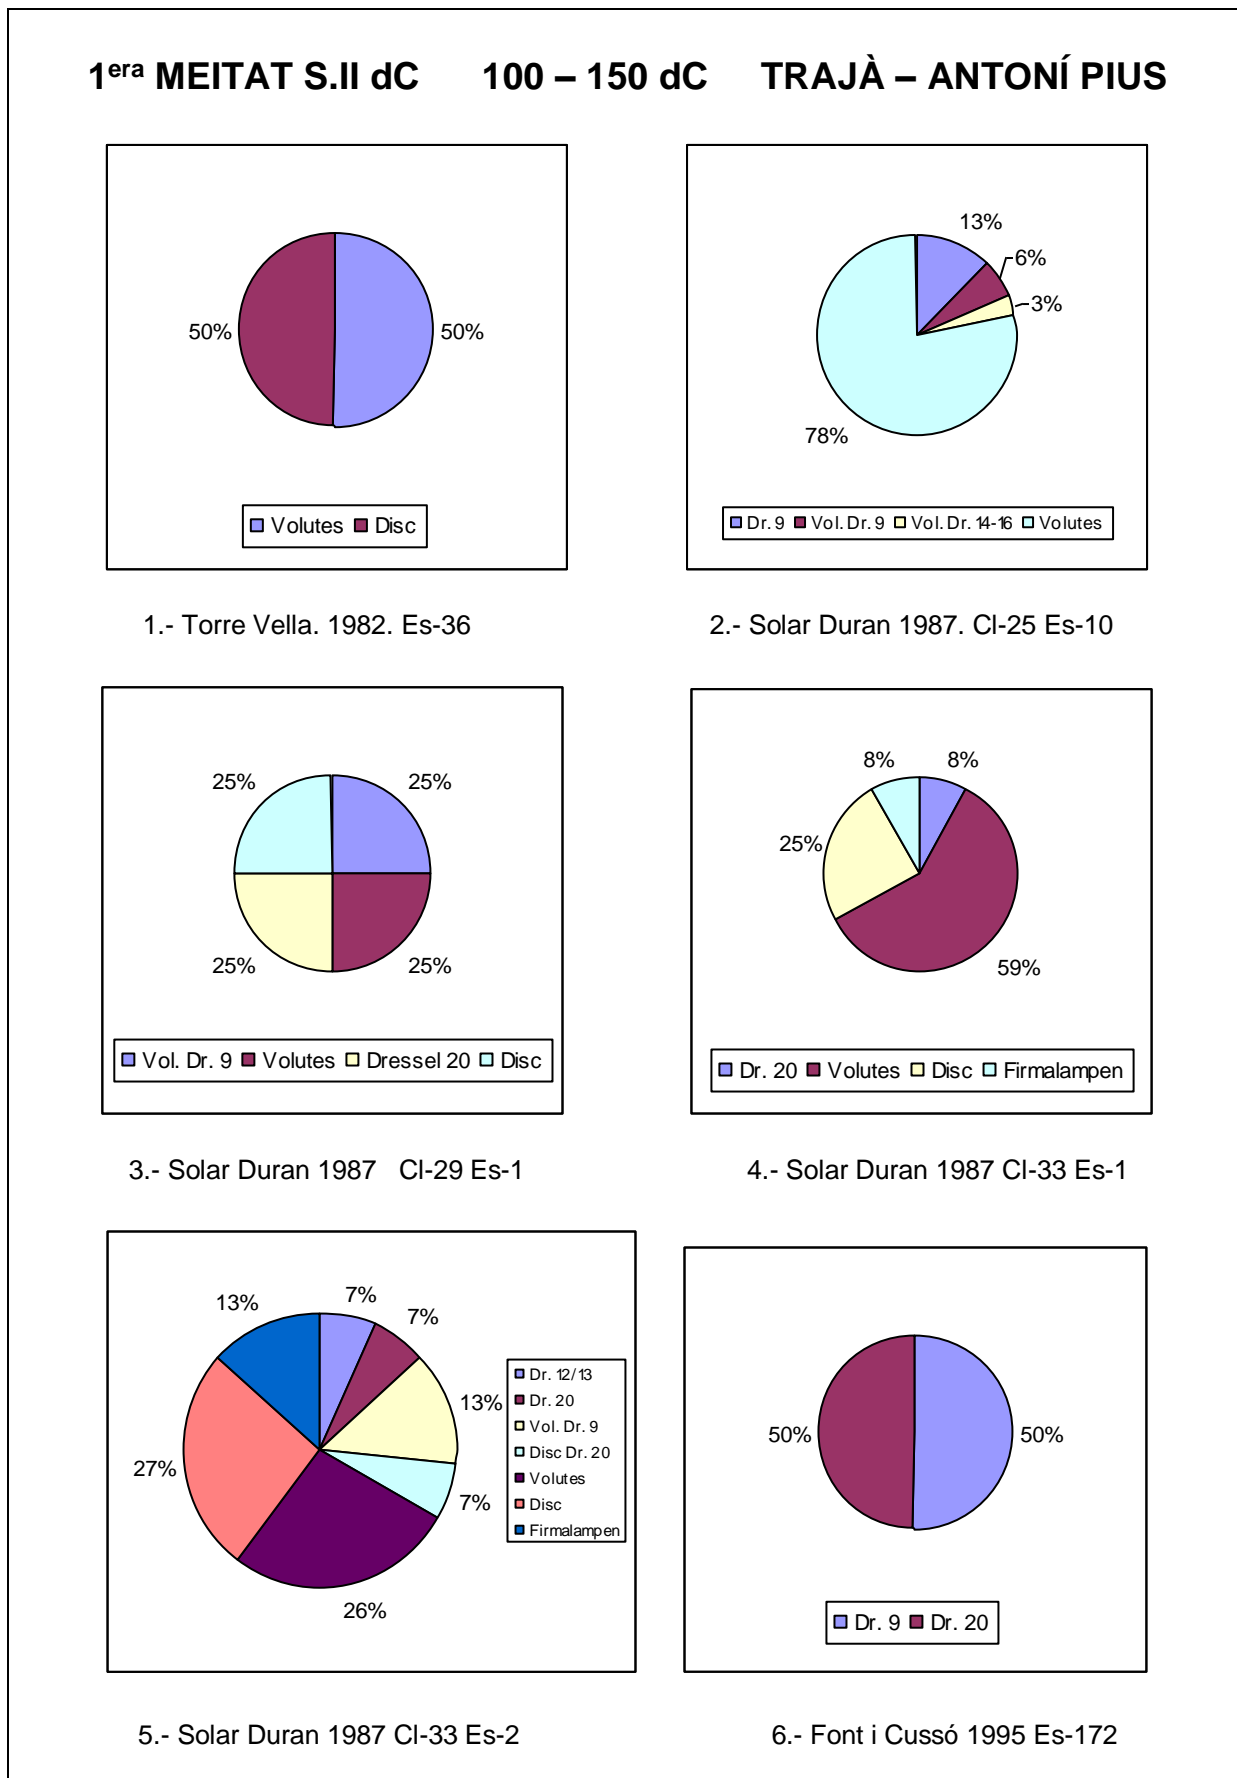 1era MEITAT S.II dC 100 – 150 dC TRAJÀ – ANTONÍ PIUS
50% 50%
Volutes Disc
1.- Torre Vella. 1982. Es-36
13%
6%
3%
78%
Dr. 9 Vol. Dr. 9 Vol. Dr. 14-16 Volutes
2.- Solar Duran 1987. Cl-25 Es-10
25% 25%
25% 25%
Vol. Dr. 9 Volutes Dressel 20 Disc
3.- Solar Duran 1987 Cl-29 Es-1
8% 8%
25%
59%
Dr. 20 Volutes Disc Firmalampen
4.- Solar Duran 1987 Cl-33 Es-1
13% 7%
7%
13%
27%
7%
26%
Dr. 12/13
Dr. 20
Vol. Dr. 9
Disc Dr. 20
Volutes
Disc
Firmalampen
5.- Solar Duran 1987 Cl-33 Es-2
50% 50%
Dr. 9 Dr. 20
6.- Font i Cussó 1995 Es-172